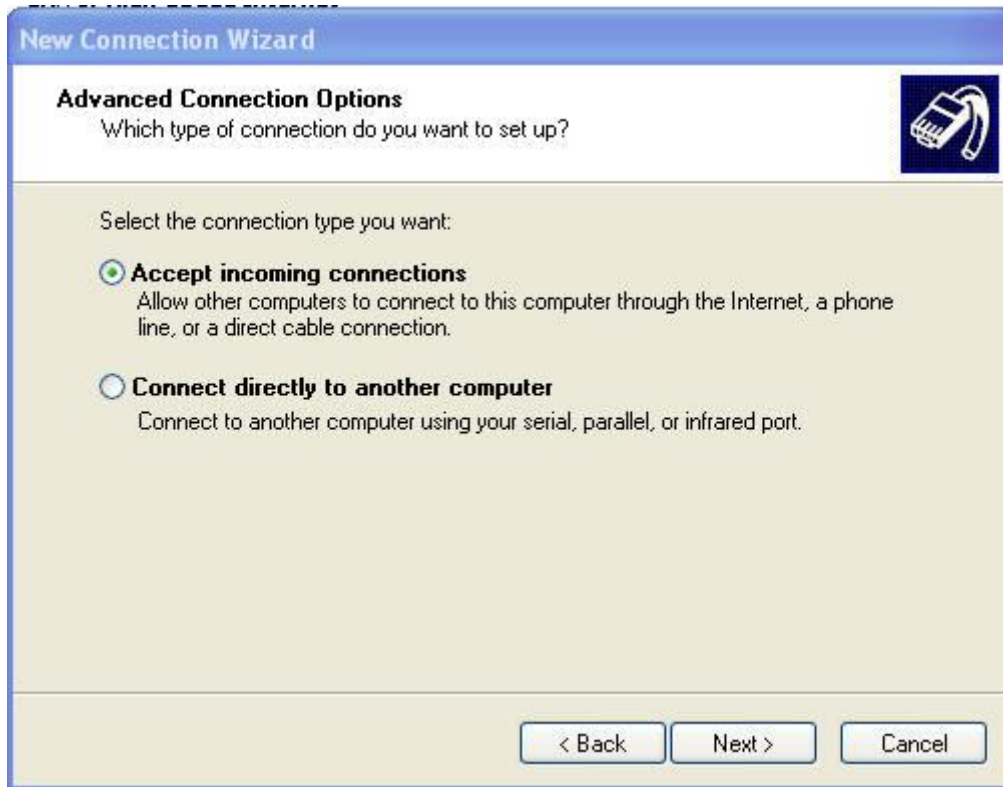 New Connection Wizard
Advanced Connection Options
Which type of connection do you want to set up?
Select the connection type you want:
Accept incoming connections
Allow other computers to connect to this computer through the Internet, a phone
line, or a direct cable connection.
Connect directly to another computer
Connect to another computer using your serial, parallel, or infrared port.
< Back
Next >
Cancel